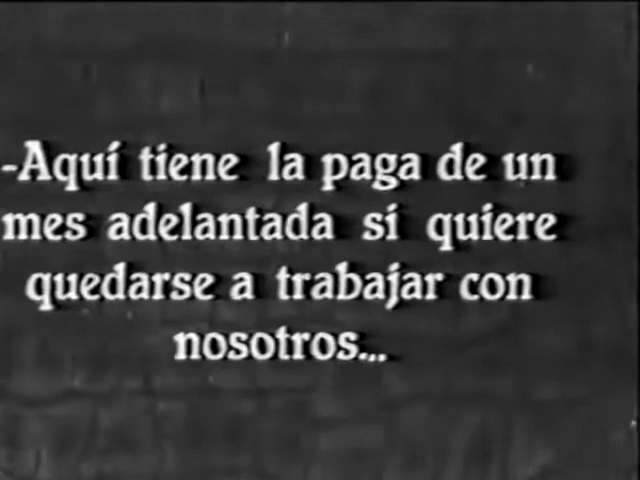 -Aquí tiene la paga de un
mes adelantada si quiere
quedarse a trabajar con
nosotros...